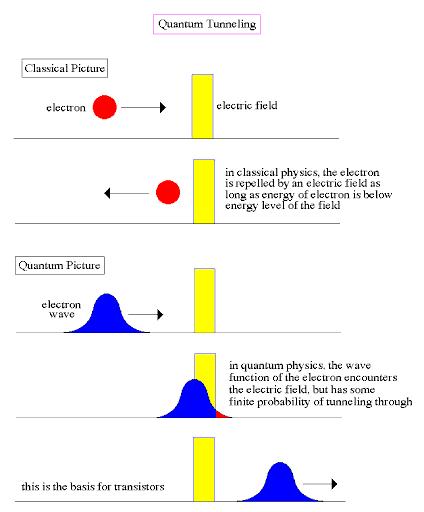 Quantum Tunneling
Classical Picture
electron
electric field
in classical physics, the electron
is repelled by an electric field as
long as energy of electron is below
energy level of the field
Quantum Picture
electron
wave
in quantum physics, the wave
function of the electron encounters
the electric field, but has some
finite probability of tunneling through
this is the basis for transistors